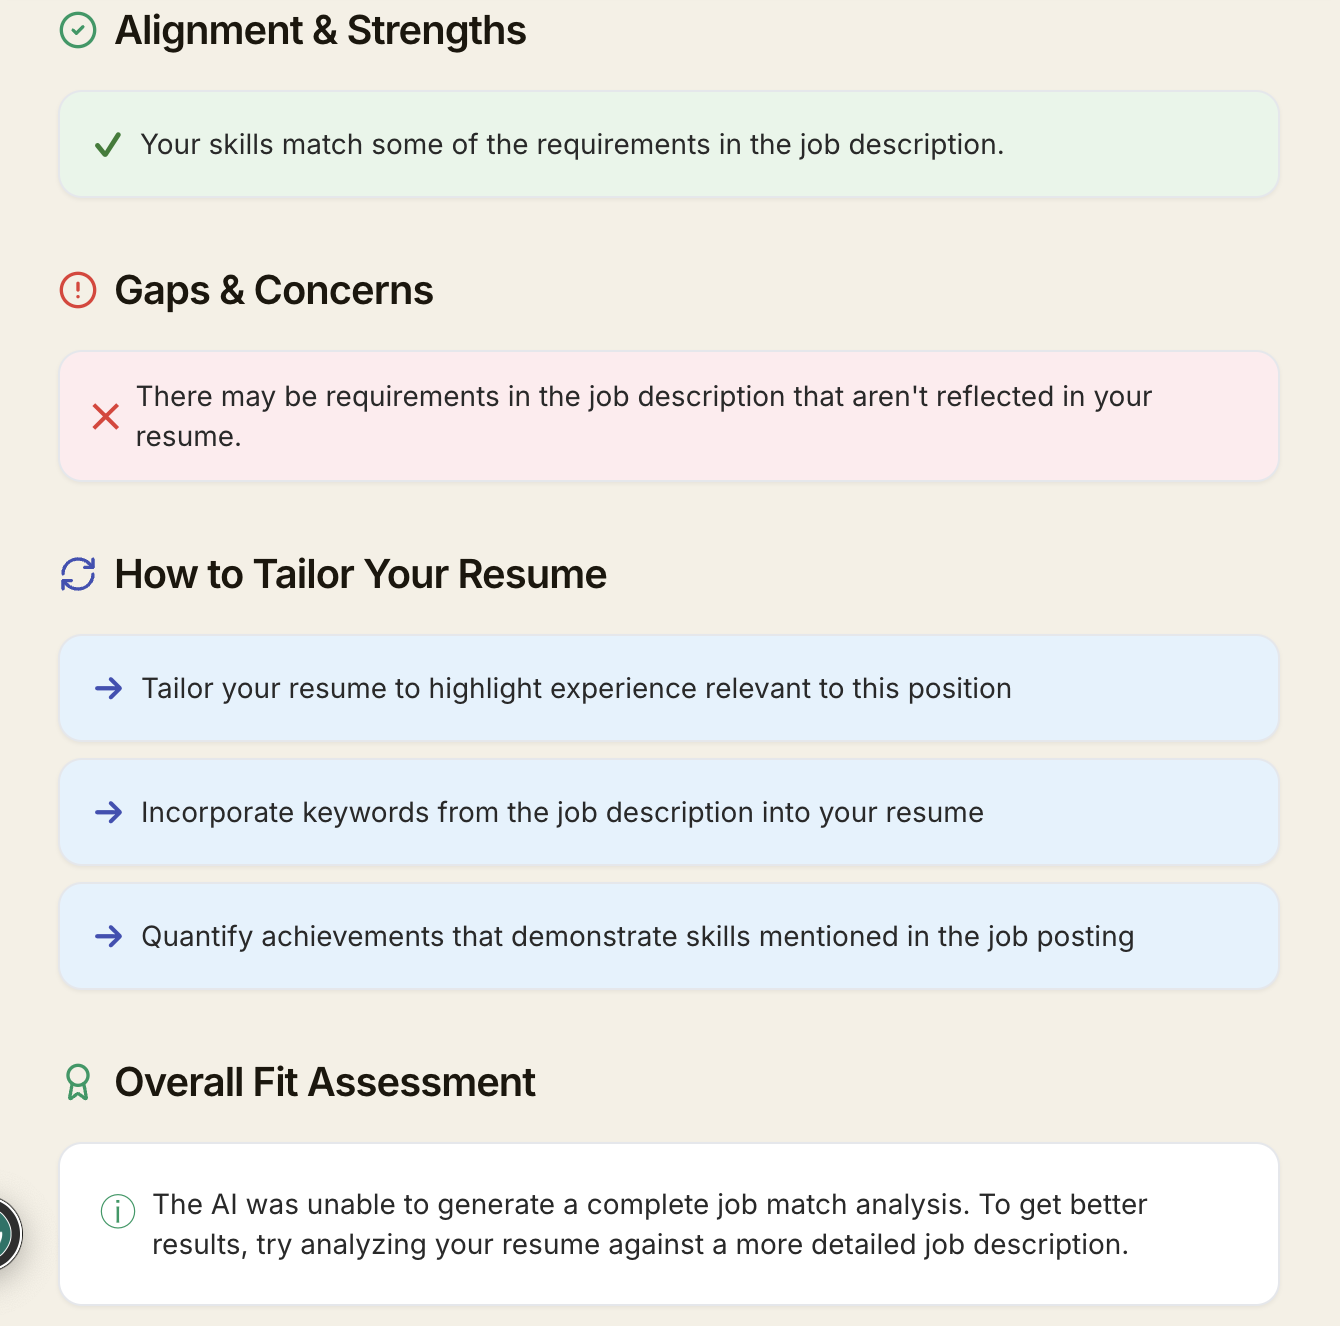 Alignment & Strengths
Your skills match some of the requirements in the job description.
Gaps & Concerns
There may be requirements in the job description that aren't reflected in your
resume.
How to Tailor Your Resume
Tailor your resume to highlight experience relevant to this position
Incorporate keywords from the job description into your resume
Quantify achievements that demonstrate skills mentioned in the job posting
Overall Fit Assessment
The AI was unable to generate a complete job match analysis. To get better
results, try analyzing your resume against a more detailed job description.